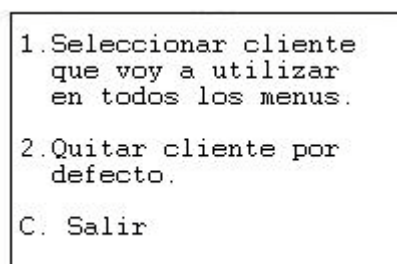 1.Seleccionar cliente
que voy a utilizar
en todos los menus.
2.Quitar cliente por
defecto.
C. Salir